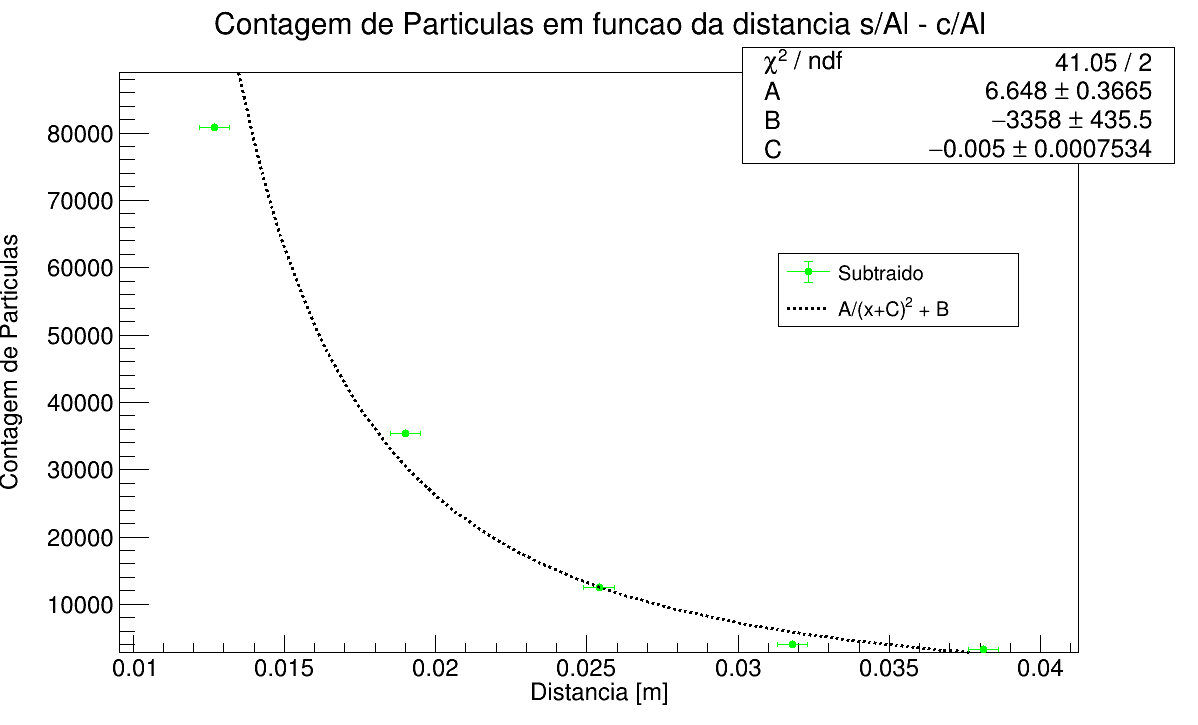 Contagem de Particulas em funcao da distancia s/Al - c/Al
χ² / ndf 41.05 / 2
A 6.648 ± 0.3665
B −3358 ± 435.5
C −0.005 ± 0.0007534
Subtraido
A/(x+C)² + B
Contagem de Particulas
80000
70000
60000
50000
40000
30000
20000
10000
0.01 0.015 0.02 0.025 0.03 0.035 0.04
Distancia [m]